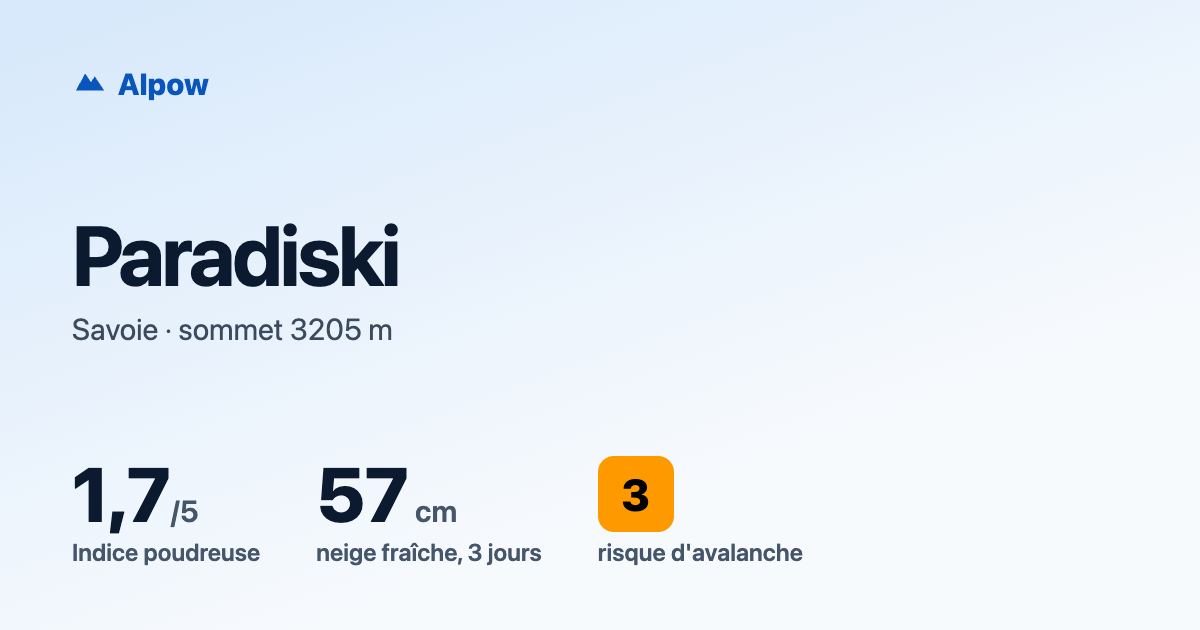 Alpow
Paradiski
Savoie · sommet 3205 m
1,7/5
Indice poudreuse
57 cm
neige fraîche, 3 jours
3
risque d'avalanche